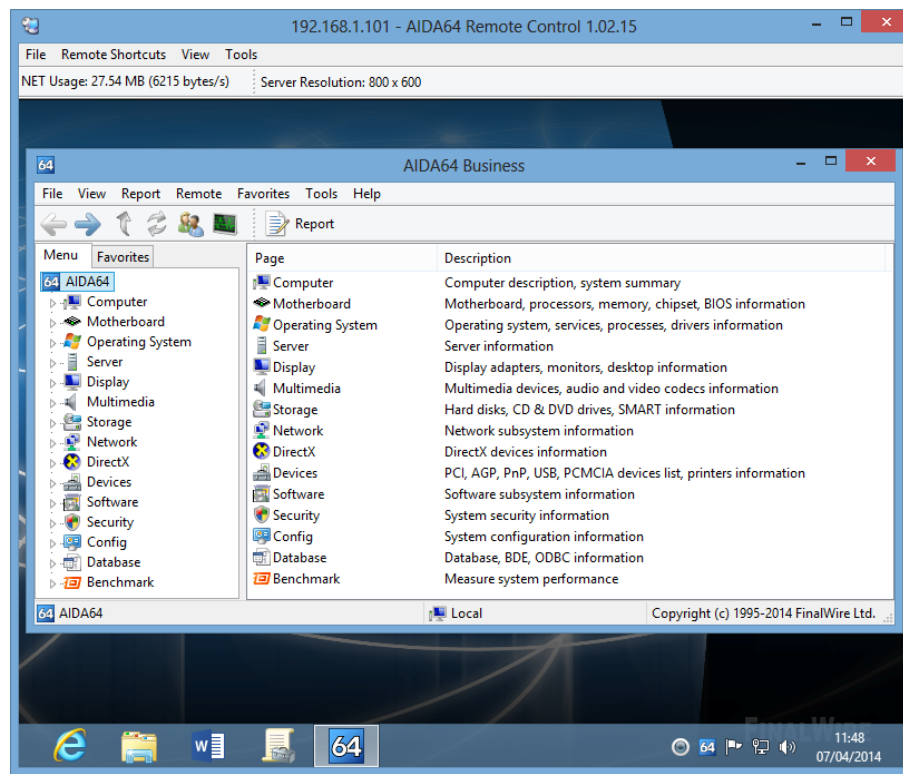 192.168.1.101 - AIDA64 Remote Control 1.02.15
File Remote Shortcuts View Tools
NET Usage: 27.54 MB (6215 bytes/s) Server Resolution: 800 x 600
64 AIDA64 Business
File View Report Remote Favorites Tools Help
Report
Menu Favorites Page Description
64 AIDA64 Computer Computer description, system summary
Computer Motherboard Motherboard, processors, memory, chipset, BIOS information
Motherboard Operating System Operating system, services, processes, drivers information
Operating System Server Server information
Server Display Display adapters, monitors, desktop information
Display Multimedia Multimedia devices, audio and video codecs information
Multimedia Storage Hard disks, CD & DVD drives, SMART information
Storage Network Network subsystem information
Network DirectX DirectX devices information
DirectX Devices PCI, AGP, PnP, USB, PCMCIA devices list, printers information
Devices Software Software subsystem information
Software Security System security information
Security Config System configuration information
Config Database Database, BDE, ODBC information
Database Benchmark Measure system performance
Benchmark
64 AIDA64 Local Copyright (c) 1995-2014 FinalWire Ltd.
FINALWIRE
64 64 11:48
07/04/2014